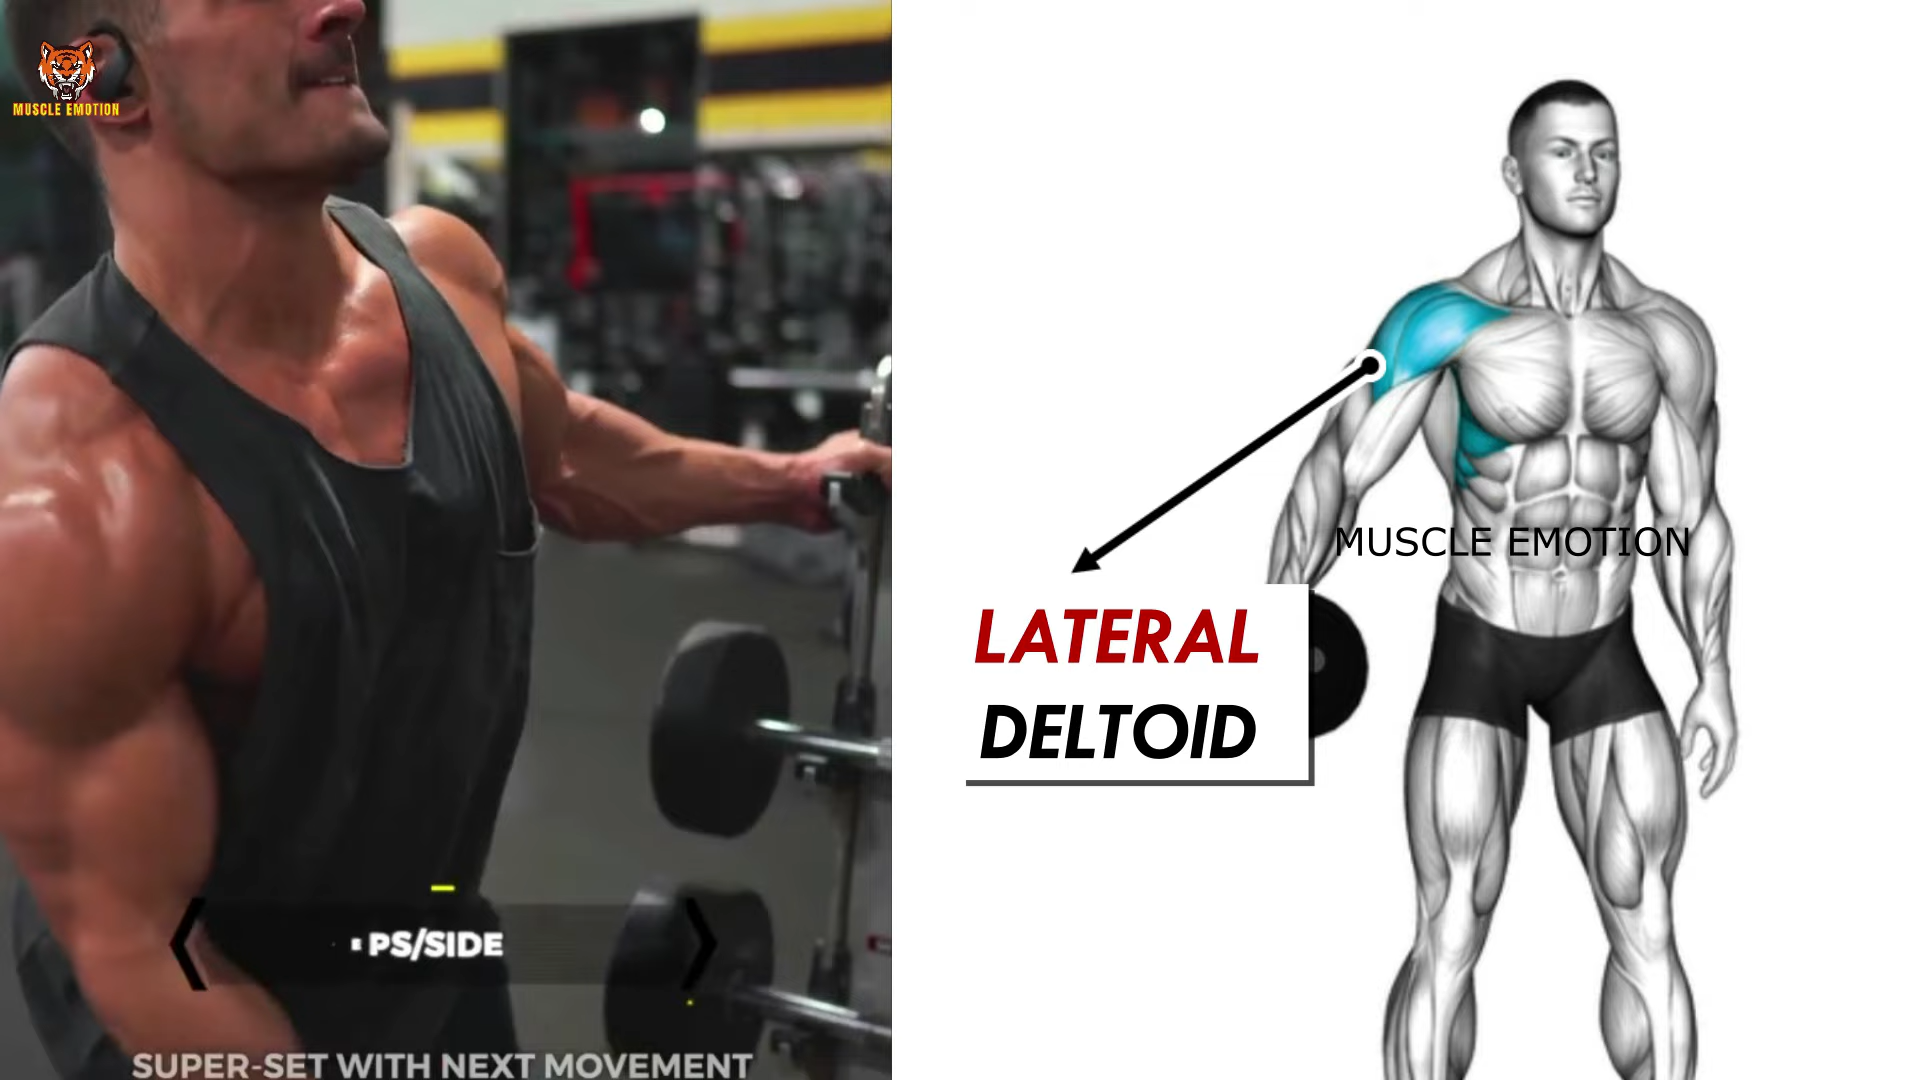 MUSCLE EMOTION
PS/SIDE
SUPER-SET WITH NEXT MOVEMENT
MUSCLE EMOTION
LATERAL
DELTOID